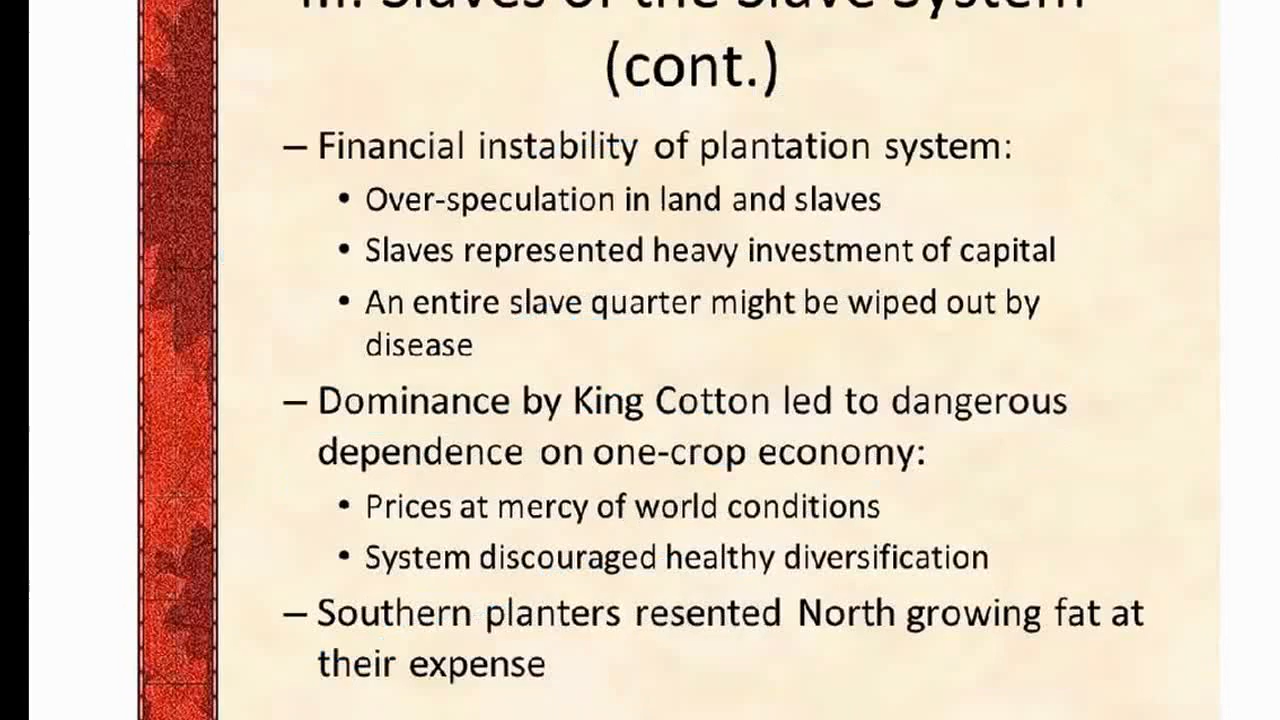 III. Slaves of the Slave System
(cont.)
– Financial instability of plantation system:
• Over-speculation in land and slaves
• Slaves represented heavy investment of capital
• An entire slave quarter might be wiped out by
disease
– Dominance by King Cotton led to dangerous
dependence on one-crop economy:
• Prices at mercy of world conditions
• System discouraged healthy diversification
– Southern planters resented North growing fat at
their expense